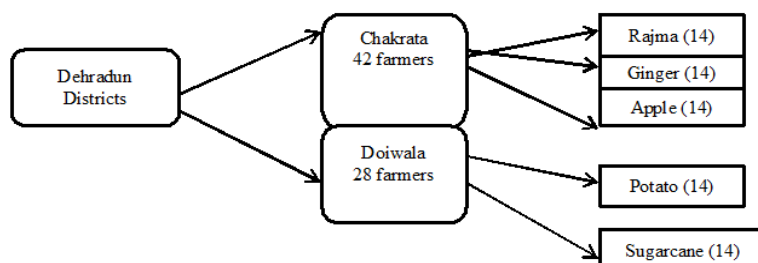 Dehradun
Districts
Chakrata
42 farmers
Doiwala
28 farmers
Rajma (14)
Ginger (14)
Apple (14)
Potato (14)
Sugarcane (14)